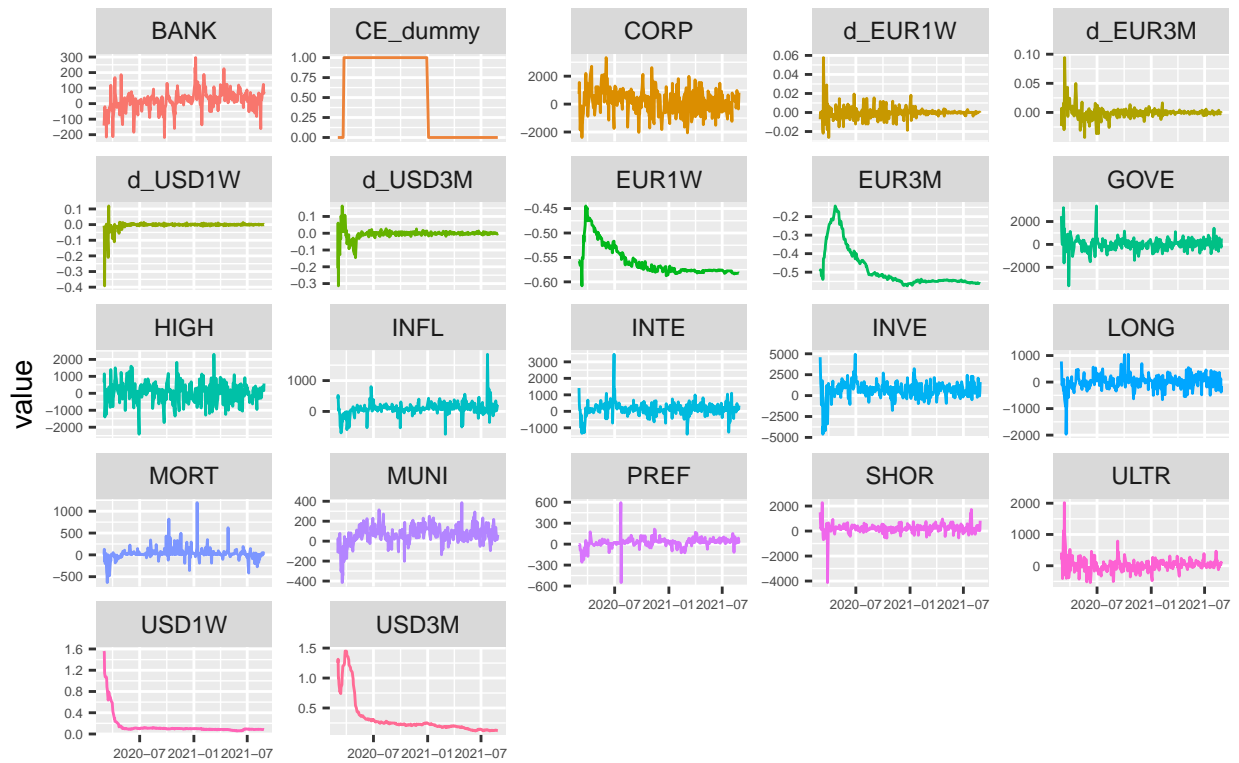 BANK CE_dummy CORP d_EUR1W d_EUR3M
300 200 100 0 −100 −200
1.00 0.75 0.50 0.25 0.00
2000 0 −2000
0.06 0.04 0.02 0.00 −0.02
0.10 0.05 0.00
d_USD1W d_USD3M EUR1W EUR3M GOVE
0.1 0.0 −0.1 −0.2 −0.3 −0.4
0.1 0.0 −0.1 −0.2 −0.3
−0.45 −0.50 −0.55 −0.60
−0.2 −0.3 −0.4 −0.5
2000 0 −2000
value
HIGH INFL INTE INVE LONG
2000 1000 0 −1000 −2000
1000 0
3000 2000 1000 0 −1000
5000 2500 0 −2500 −5000
1000 0 −1000 −2000
MORT MUNI PREF SHOR ULTR
1000 500 0 −500
400 200 0 −200 −400
600 300 0 −300 −600
2000 0 −2000 −4000
2000 1000 0
2020−07 2021−01 2021−07 2020−07 2021−01 2021−07 2020−07 2021−01 2021−07
USD1W USD3M
1.6 1.2 0.8 0.4 0.0
1.5 1.0 0.5
2020−07 2021−01 2021−07 2020−07 2021−01 2021−07